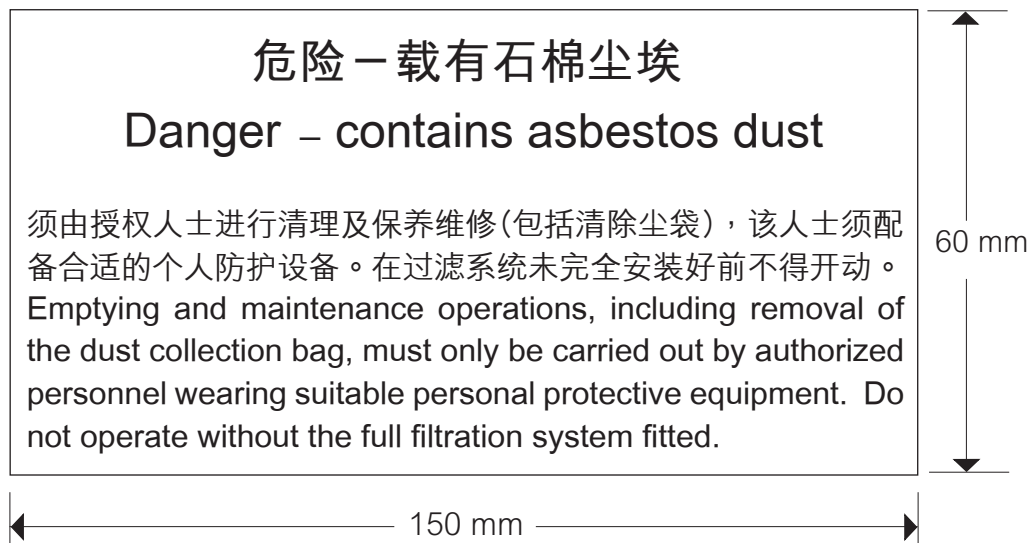 危险－载有石棉尘埃
Danger – contains asbestos dust
须由授权人士进行清理及保养维修(包括清除尘袋)，该人士须配
备合适的个人防护设备。在过滤系统未完全安装好前不得开动。
Emptying and maintenance operations, including removal of
the dust collection bag, must only be carried out by authorized
personnel wearing suitable personal protective equipment. Do
not operate without the full filtration system fitted.
60 mm
150 mm